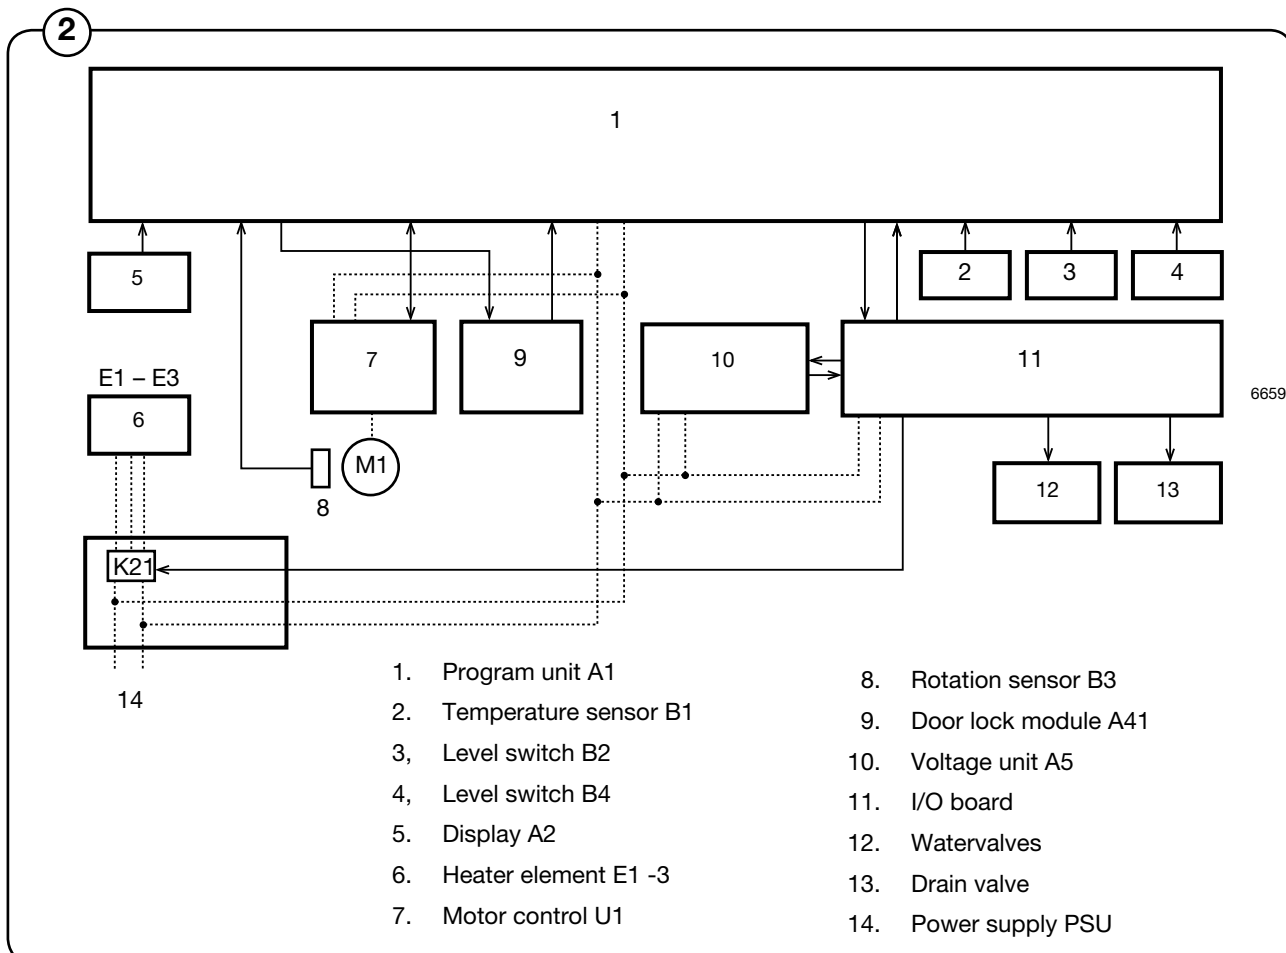 2
1
5
2
3
4
7
9
10
11
E1 – E3
6
6659
M1
8
12
13
K21
14
1. Program unit A1
2. Temperature sensor B1
3, Level switch B2
4, Level switch B4
5. Display A2
6. Heater element E1 -3
7. Motor control U1
8. Rotation sensor B3
9. Door lock module A41
10. Voltage unit A5
11. I/O board
12. Watervalves
13. Drain valve
14. Power supply PSU